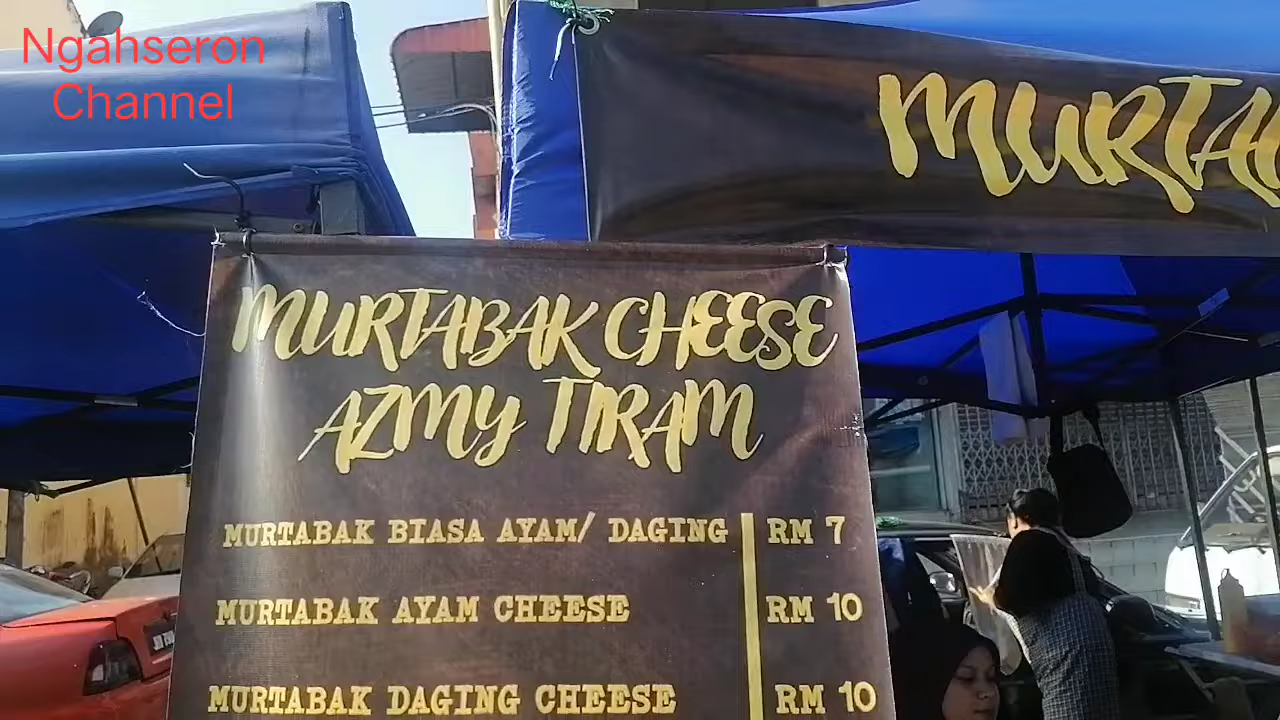 Ngahseron
Channel
MURTABAK CHEESE
AZMY TIRAM
MURTABAK BIASA AYAM/ DAGING RM 7
MURTABAK AYAM CHEESE RM 10
MURTABAK DAGING CHEESE RM 10